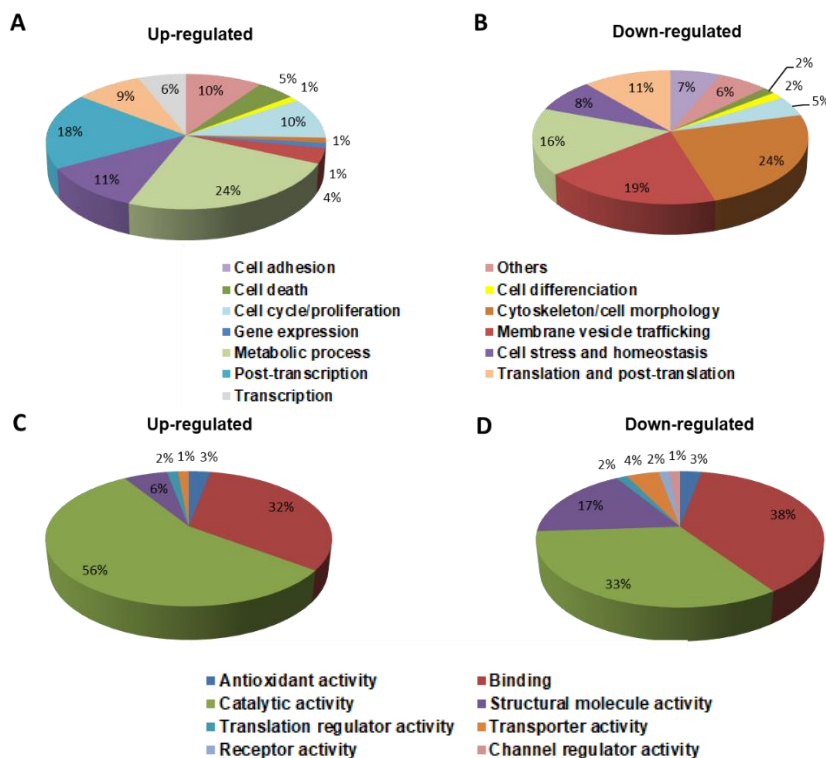 A
Up-regulated
B
Down-regulated
6%
10%
5%
1%
10%
1%
1%
4%
24%
11%
18%
9%
7%
6%
2%
2%
5%
24%
19%
16%
8%
11%
Cell adhesion
Others
Cell death
Cell differenciation
Cell cycle/proliferation
Cytoskeleton/cell morphology
Gene expression
Membrane vesicle trafficking
Metabolic process
Cell stress and homeostasis
Post-transcription
Translation and post-translation
Transcription
C
Up-regulated
D
Down-regulated
2%
1%
3%
6%
32%
56%
2%
4%
2%
1%
3%
17%
38%
33%
Antioxidant activity
Binding
Catalytic activity
Structural molecule activity
Translation regulator activity
Transporter activity
Receptor activity
Channel regulator activity